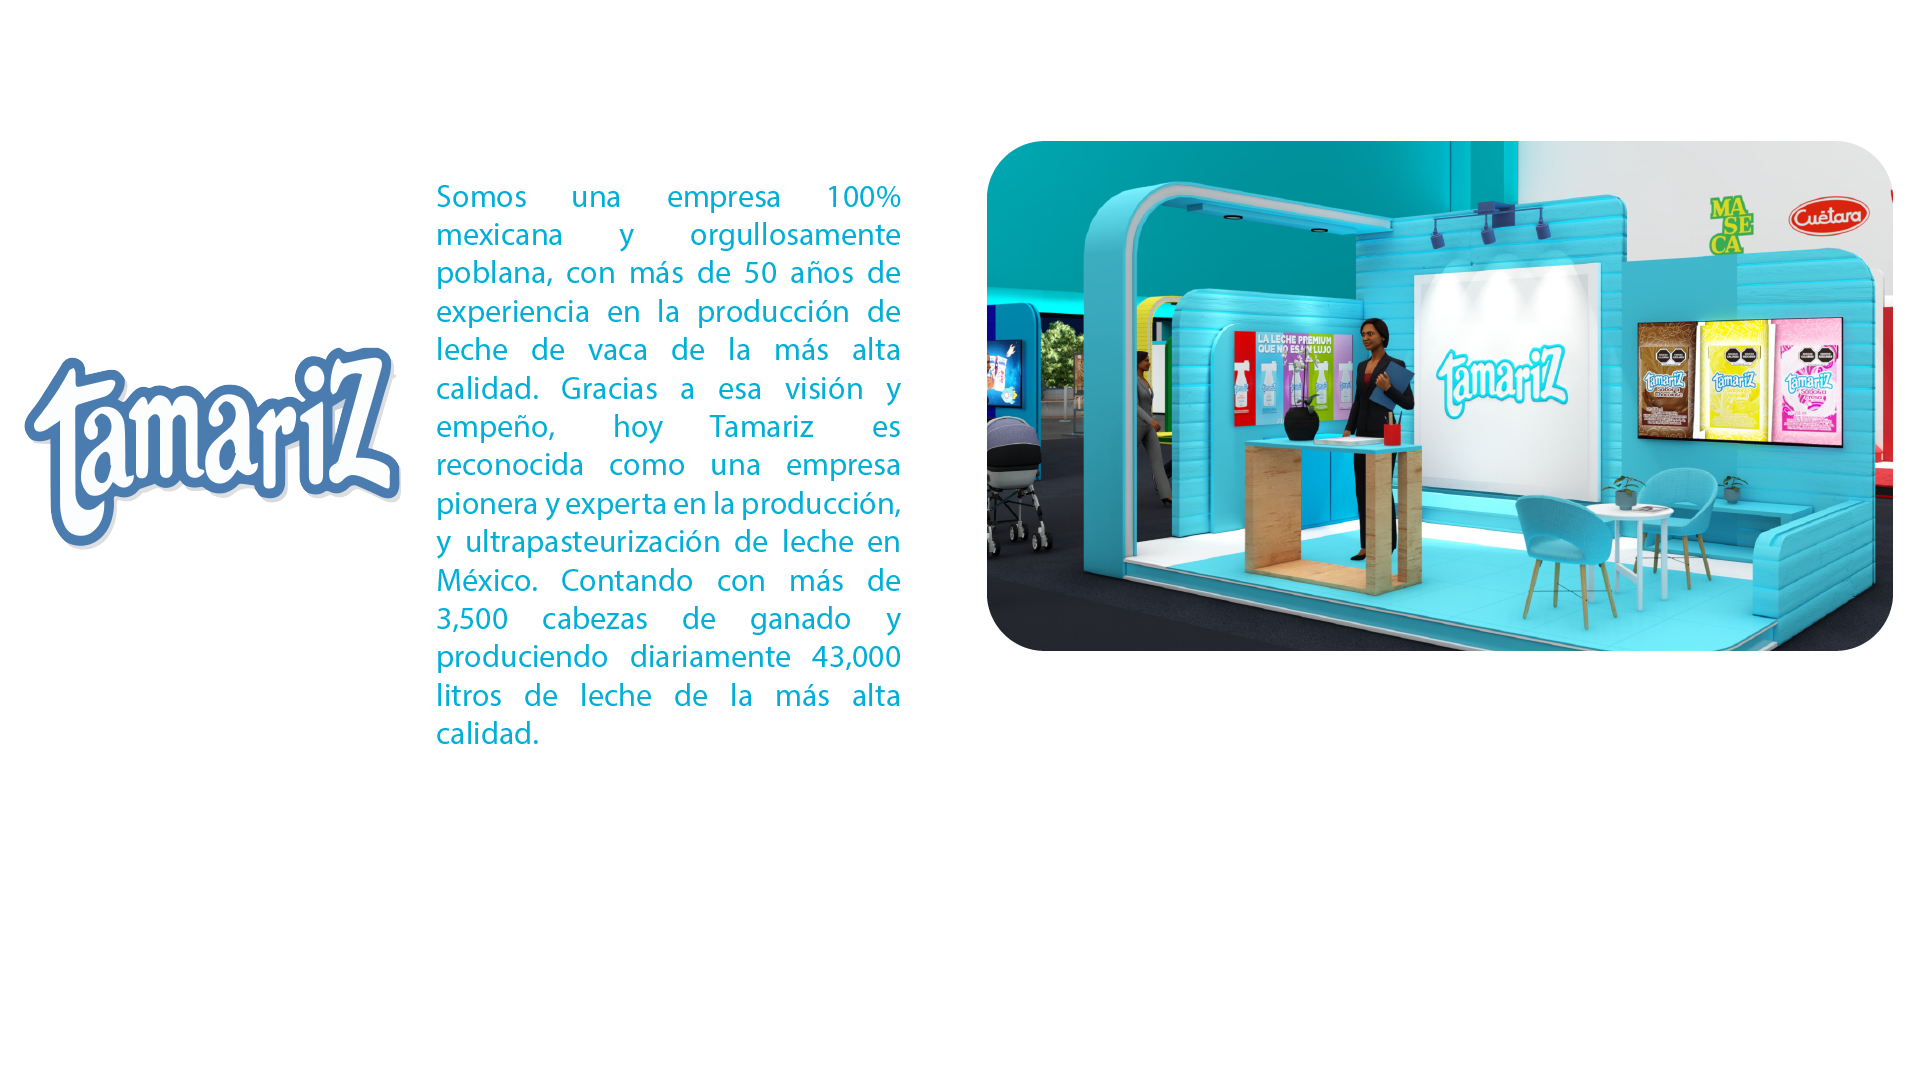 tamariz
Somos una empresa 100%
mexicana y orgullosamente
poblana, con más de 50 años de
experiencia en la producción de
leche de vaca de la más alta
calidad. Gracias a esa visión y
empeño, hoy Tamariz es
reconocida como una empresa
pionera y experta en la producción,
y ultrapasteurización de leche en
México. Contando con más de
3,500 cabezas de ganado y
produciendo diariamente 43,000
litros de leche de la más alta
calidad.
MA
SE
CA
Cuétara
LA LECHE PREMIUM
QUE NO ES UN LUJO
tamariz
tamariz
tamariz
tamariz